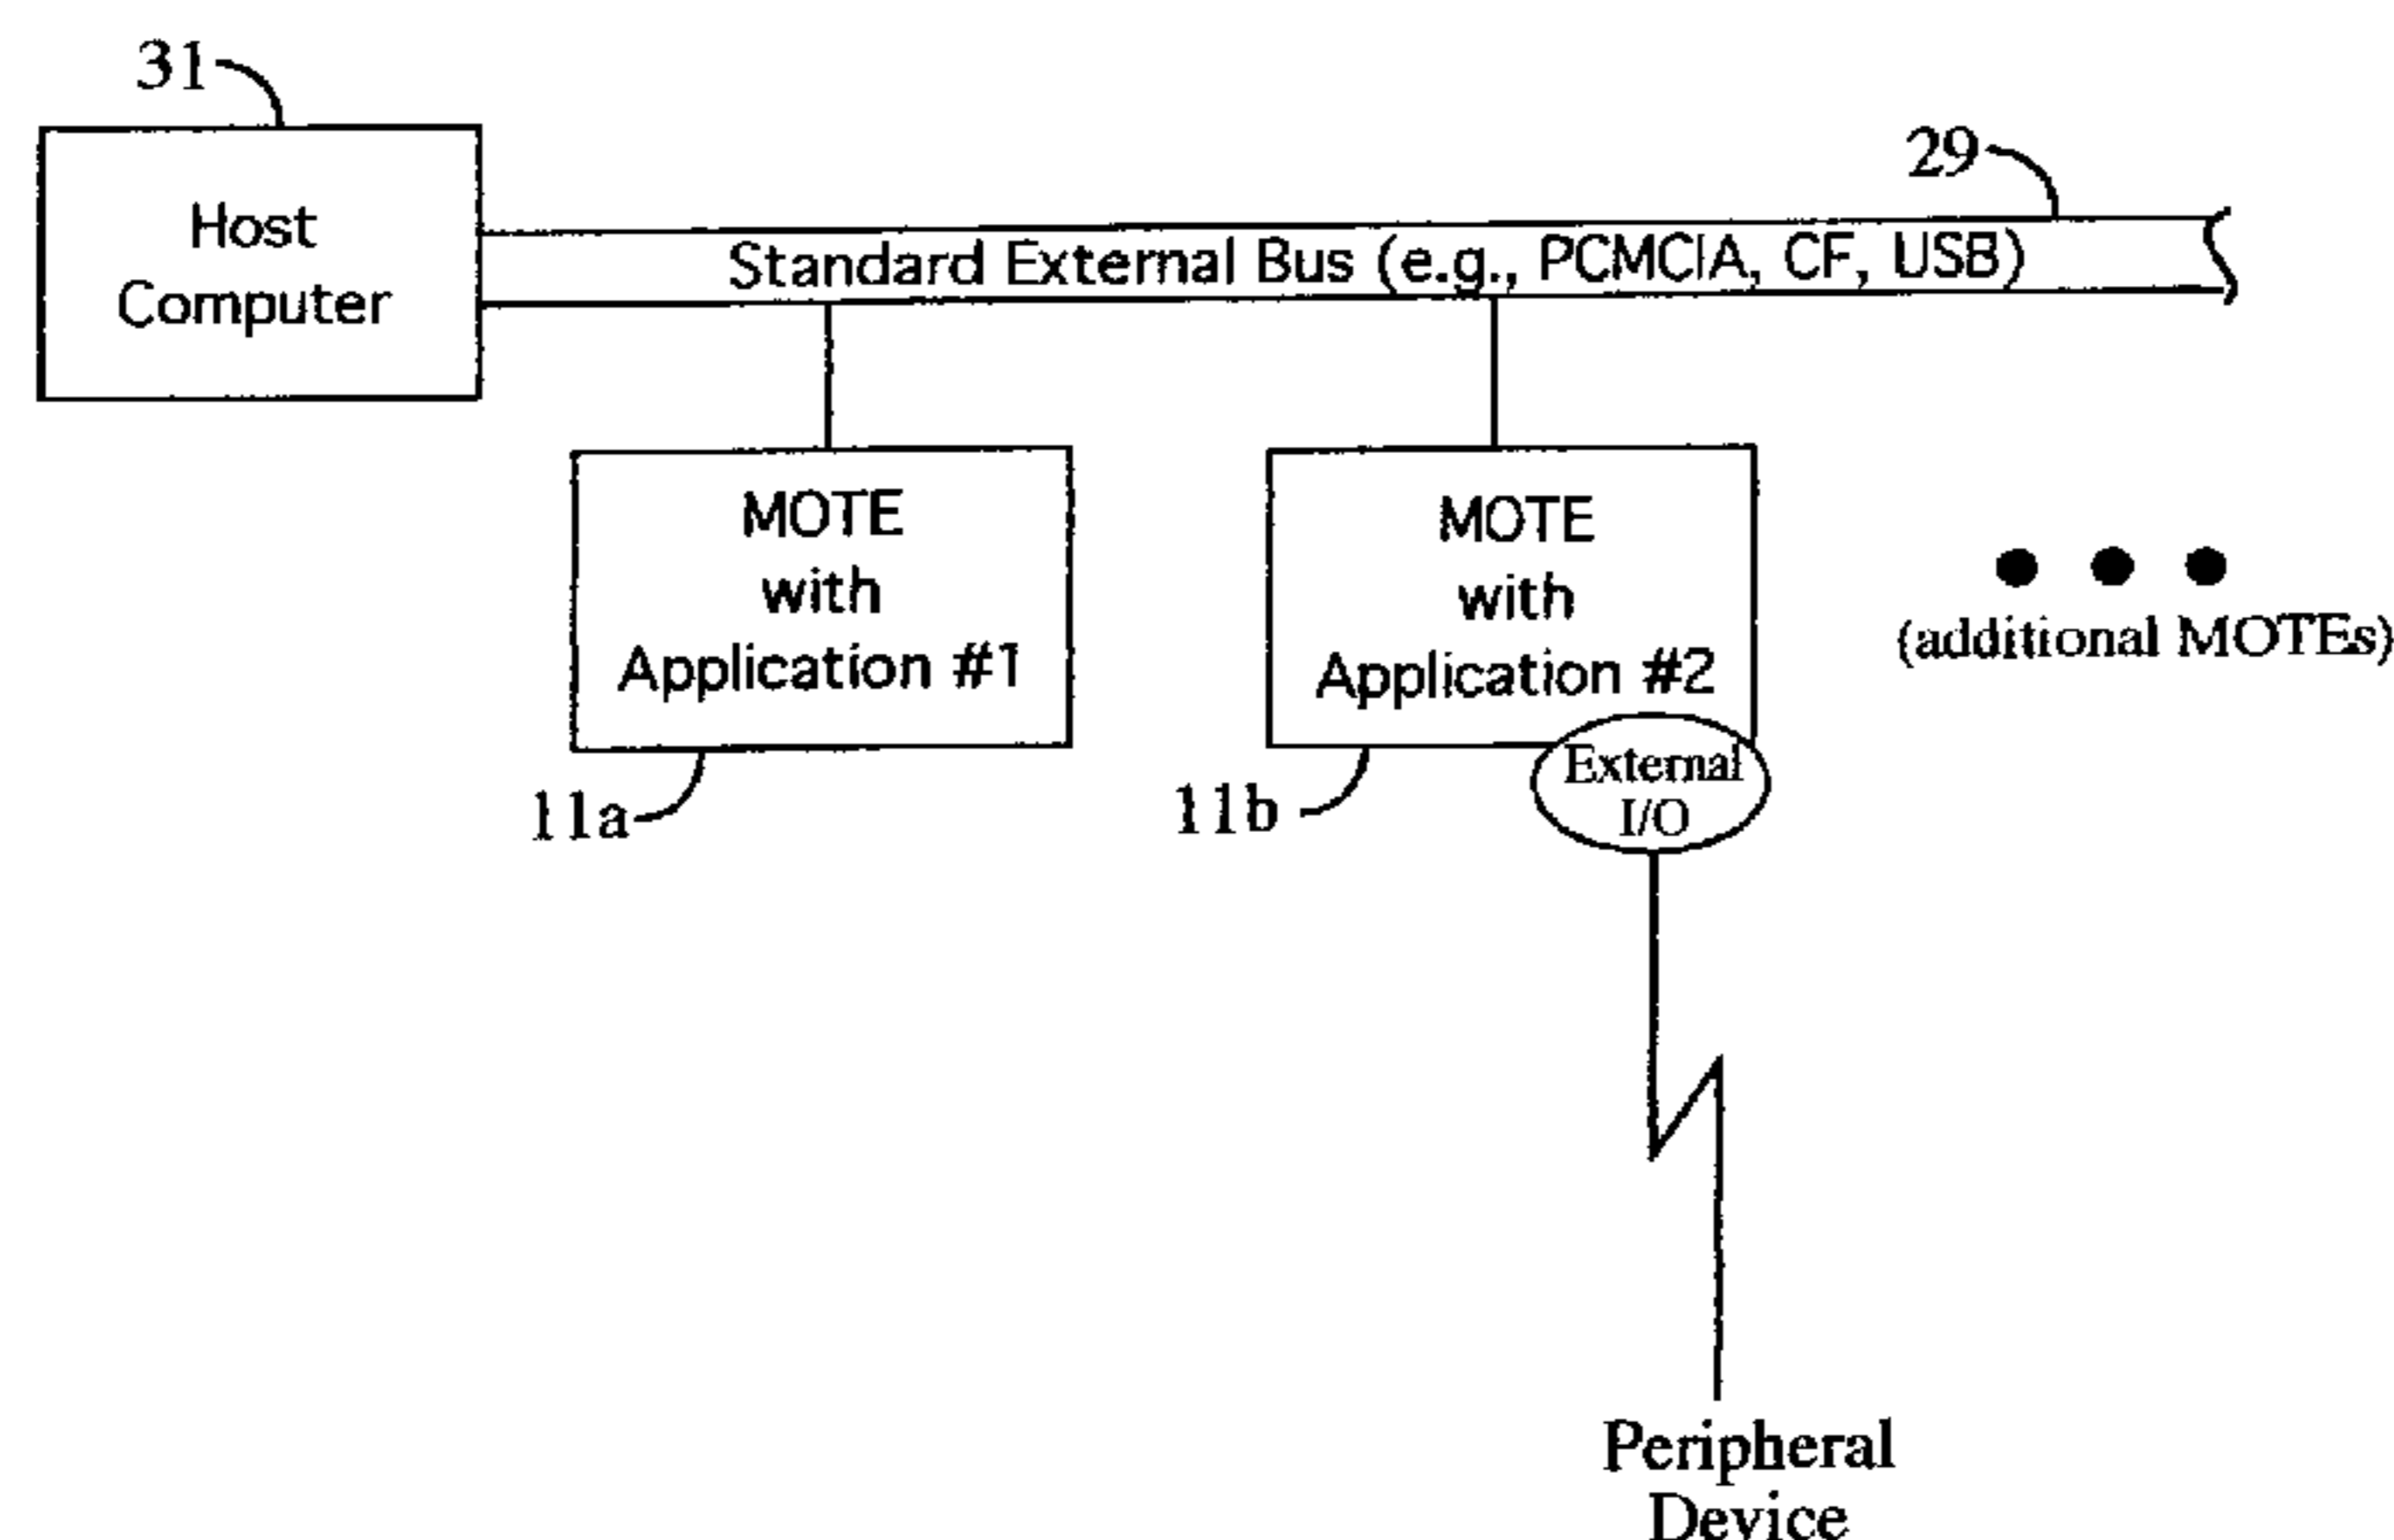 31
29
Host
Computer
Standard External Bus (e.g., PCMCIA, CF, USB)
MOTE
with
Application #1
MOTE
with
Application #2
(additional MOTEs)
External
I/O
11a
11b
Peripheral
Device